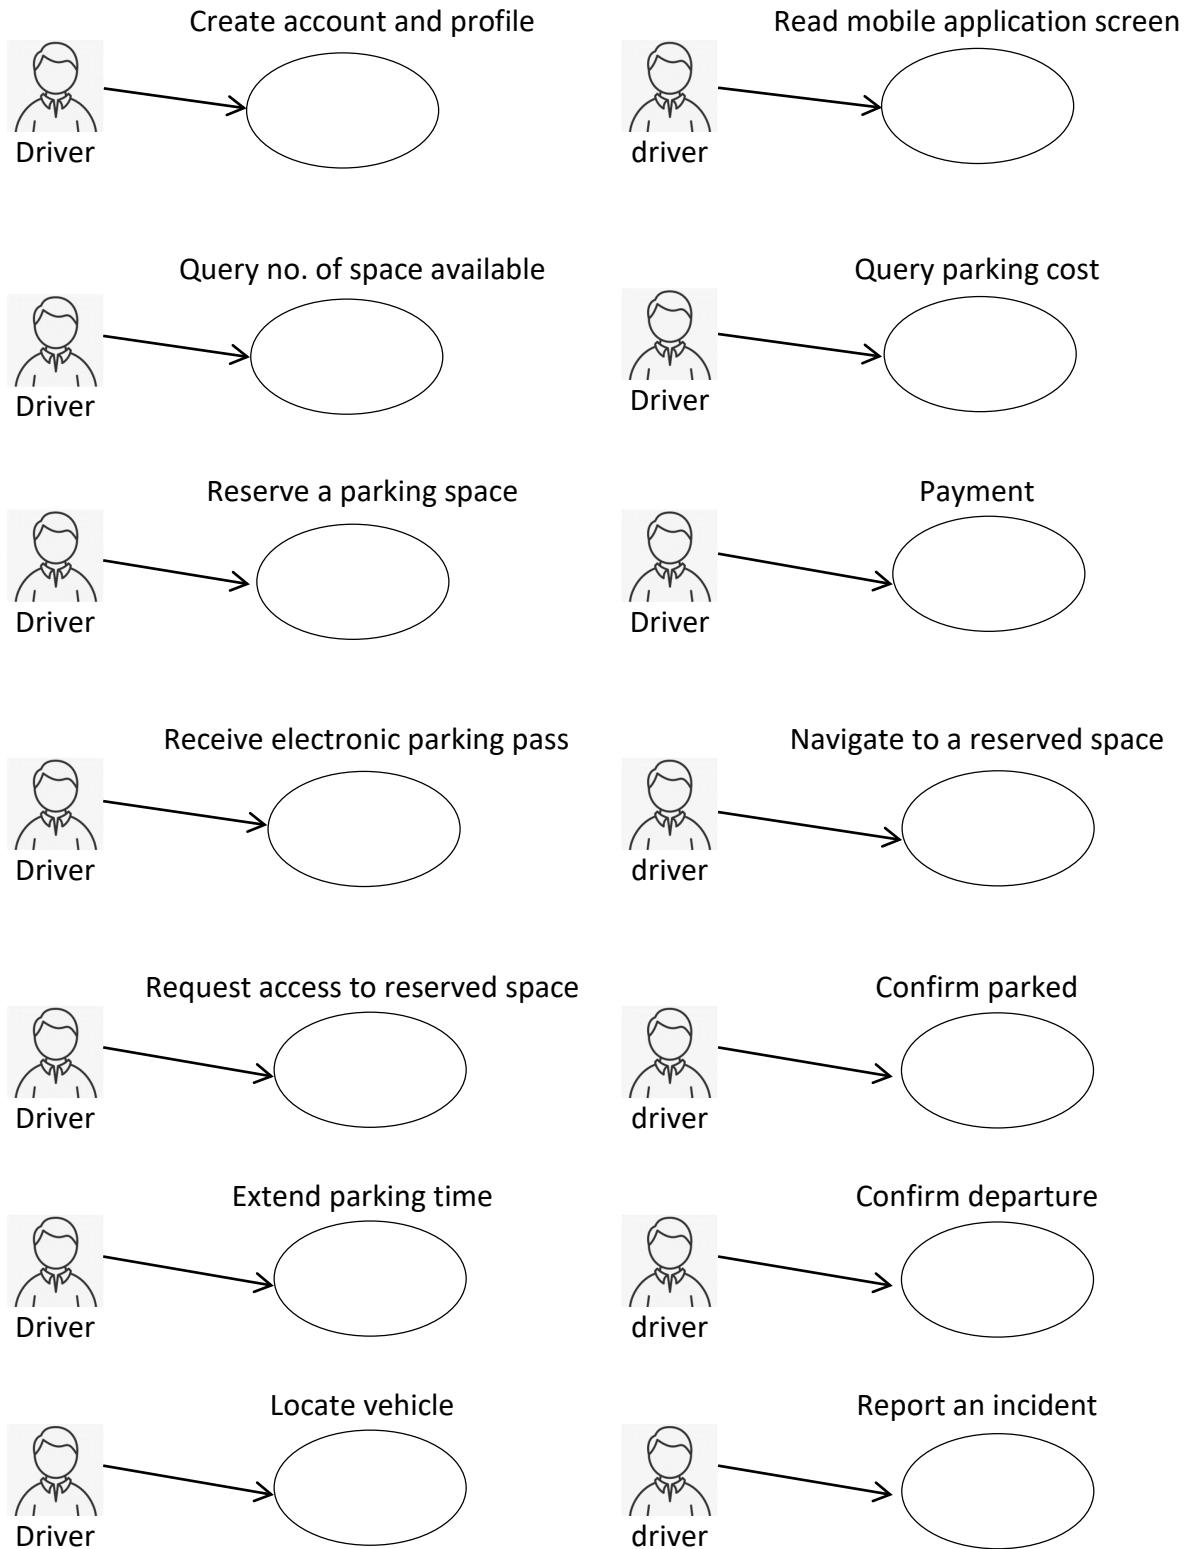 Create account and profile
Read mobile application screen
Driver
driver
Query no. of space available
Query parking cost
Driver
Driver
Reserve a parking space
Payment
Driver
Driver
Receive electronic parking pass
Navigate to a reserved space
Driver
driver
Request access to reserved space
Confirm parked
Driver
driver
Extend parking time
Confirm departure
Driver
driver
Locate vehicle
Report an incident
Driver
driver